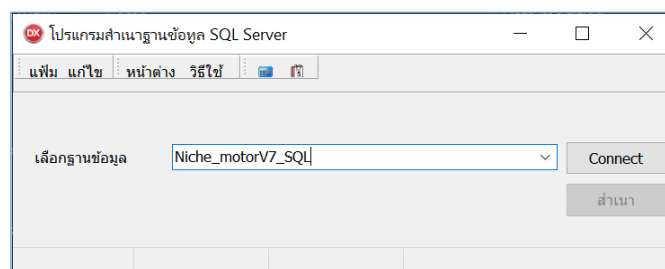 DX โปรแกรมสำเนาฐานข้อมูล SQL Server
แฟ้ม แก้ไข หน้าต่าง วิธีใช้
เลือกฐานข้อมูล Niche_motorV7_SQL Connect
สำเนา